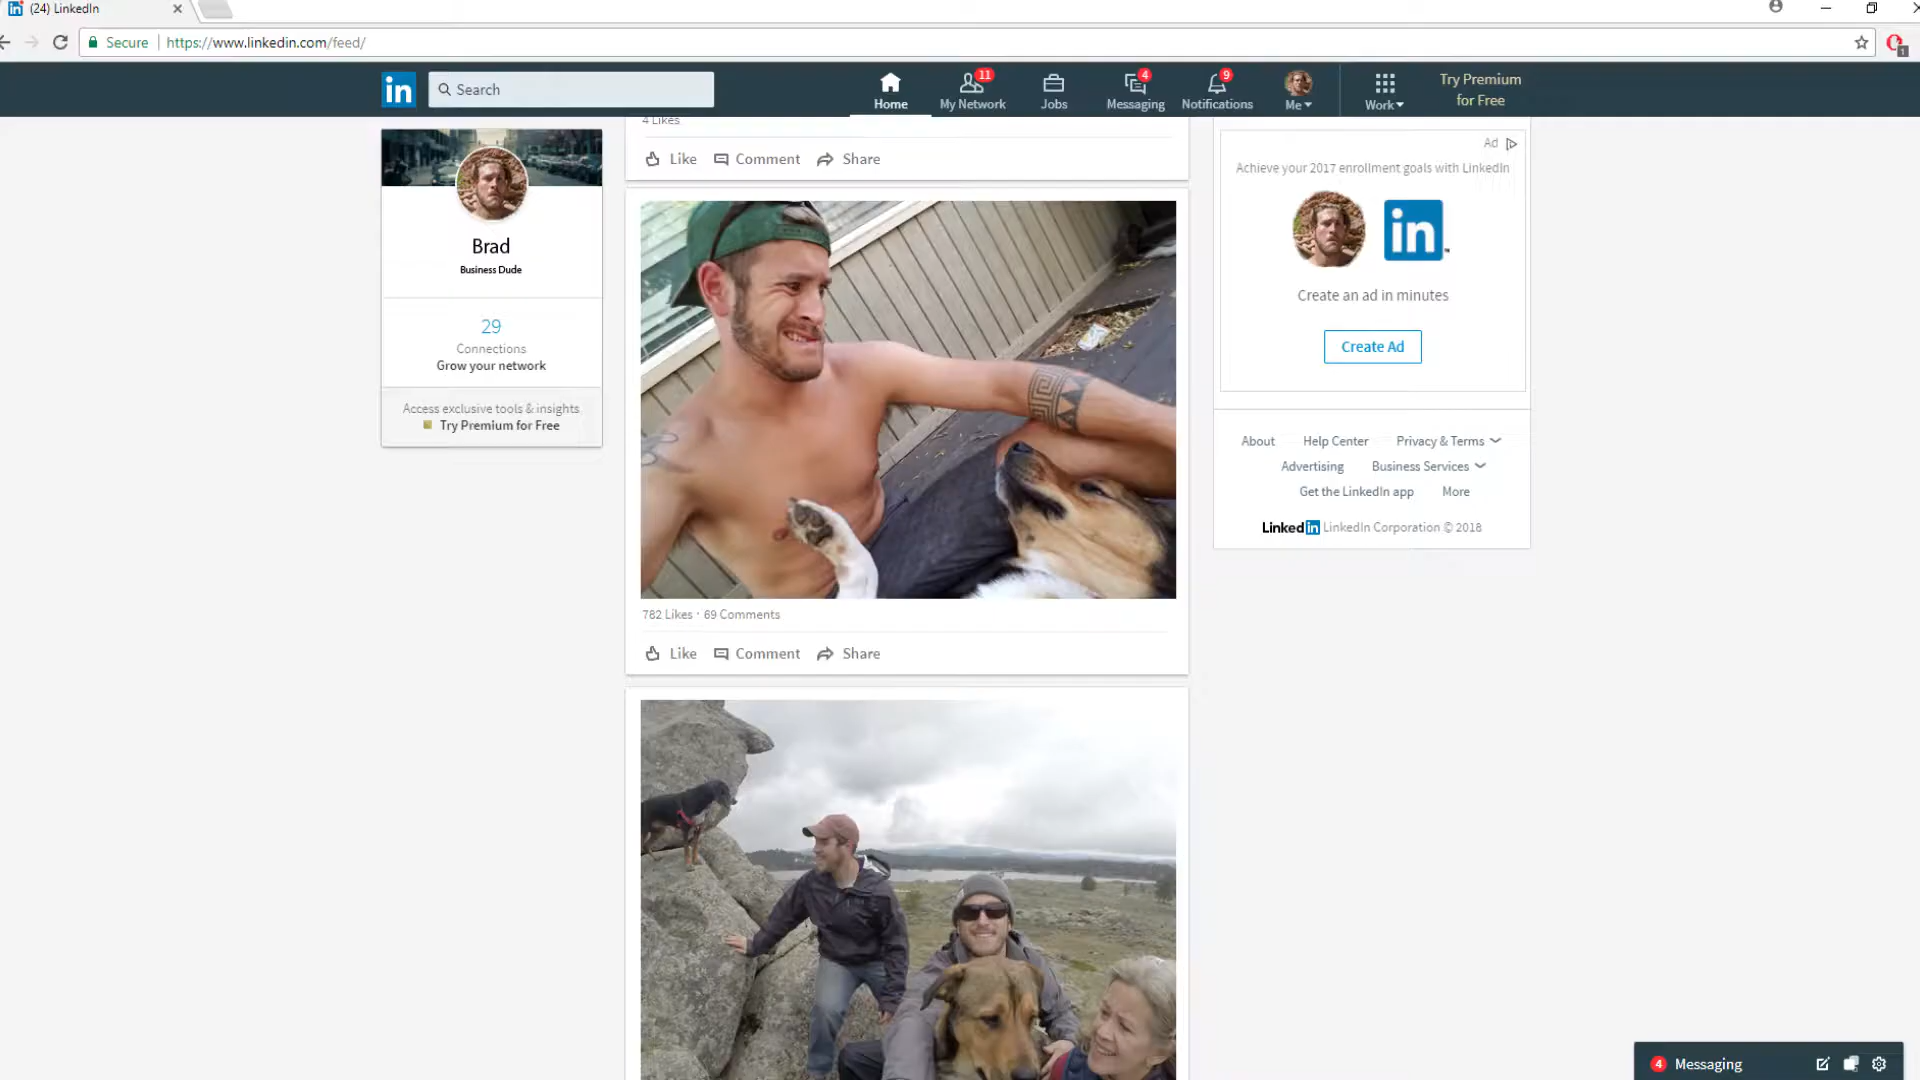 (24) LinkedIn
Secure
https://www.linkedin.com/feed/
1
in
Search
Home
11
My Network
Jobs
4
Messaging
9
Notifications
Me
Work
Try Premium
for Free
Brad
Business Dude
29
Connections
Grow your network
Access exclusive tools & insights
Try Premium for Free
4 Likes
Like Comment Share
782 Likes · 69 Comments
Like Comment Share
Ad
Achieve your 2017 enrollment goals with LinkedIn
in
Create an ad in minutes
Create Ad
About Help Center Privacy & Terms
Advertising Business Services
Get the LinkedIn app More
LinkedIn LinkedIn Corporation © 2018
4 Messaging